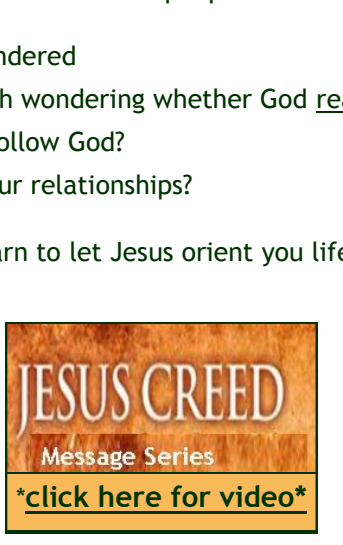 ndered
h wondering whether God rea
ollow God?
ur relationships?
arn to let Jesus orient you life
JESUS CREED
Message Series
*click here for video*